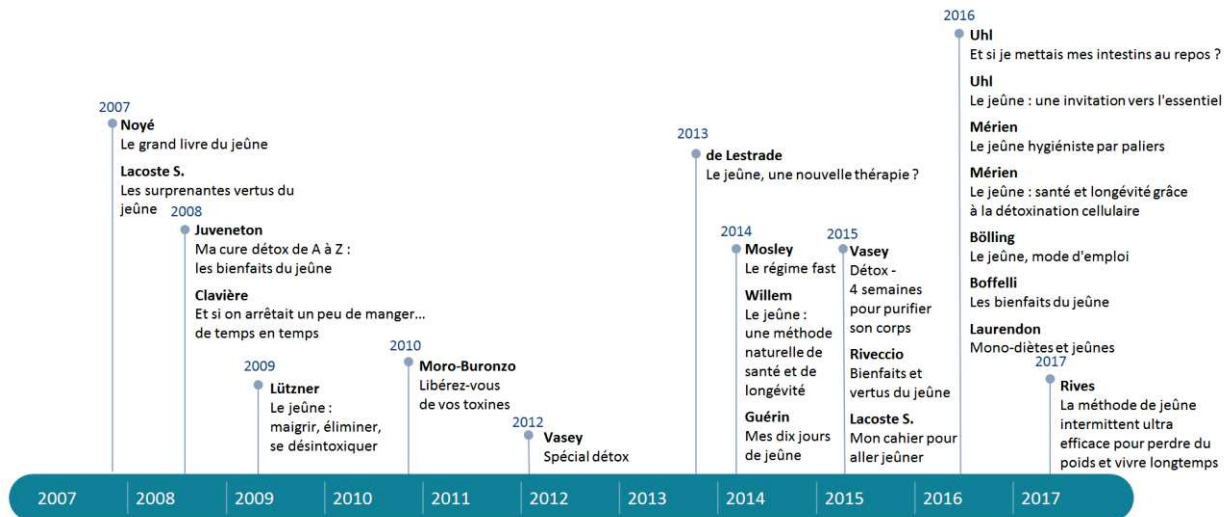 2007
Noyé
Le grand livre du jeûne
Lacoste S.
Les surprenantes vertus du
jeûne
2008
Juveneton
Ma cure détox de A à Z :
les bienfaits du jeûne
Clavière
Et si on arrêtait un peu de manger...
de temps en temps
2009
Lützner
Le jeûne :
maigrir, éliminer,
se désintoxiquer
2010
Moro-Buronzo
Libérez-vous
de vos toxines
2012
Vasey
Spécial détox
2013
de Lestrade
Le jeûne, une nouvelle thérapie ?
2014
Mosley
Le régime fast
Willem
Le jeûne :
une méthode
naturelle de
santé et de
longévité
Guérin
Mes dix jours
de jeûne
2015
Vasey
Détox -
4 semaines
pour purifier
son corps
Riveccio
Bienfaits et
vertus du jeûne
Lacoste S.
Mon cahier pour
aller jeûner
2016
Uhl
Et si je mettais mes intestins au repos ?
Uhl
Le jeûne : une invitation vers l'essentiel
Mérien
Le jeûne hygiéniste par paliers
Mérien
Le jeûne : santé et longévité grâce
à la détoxination cellulaire
Bölling
Le jeûne, mode d'emploi
Boffelli
Les bienfaits du jeûne
Laurendon
Mono-diètes et jeûnes
2017
Rives
La méthode de jeûne
intermittent ultra
efficace pour perdre du
poids et vivre longtemps
2007 2008 2009 2010 2011 2012 2013 2014 2015 2016 2017